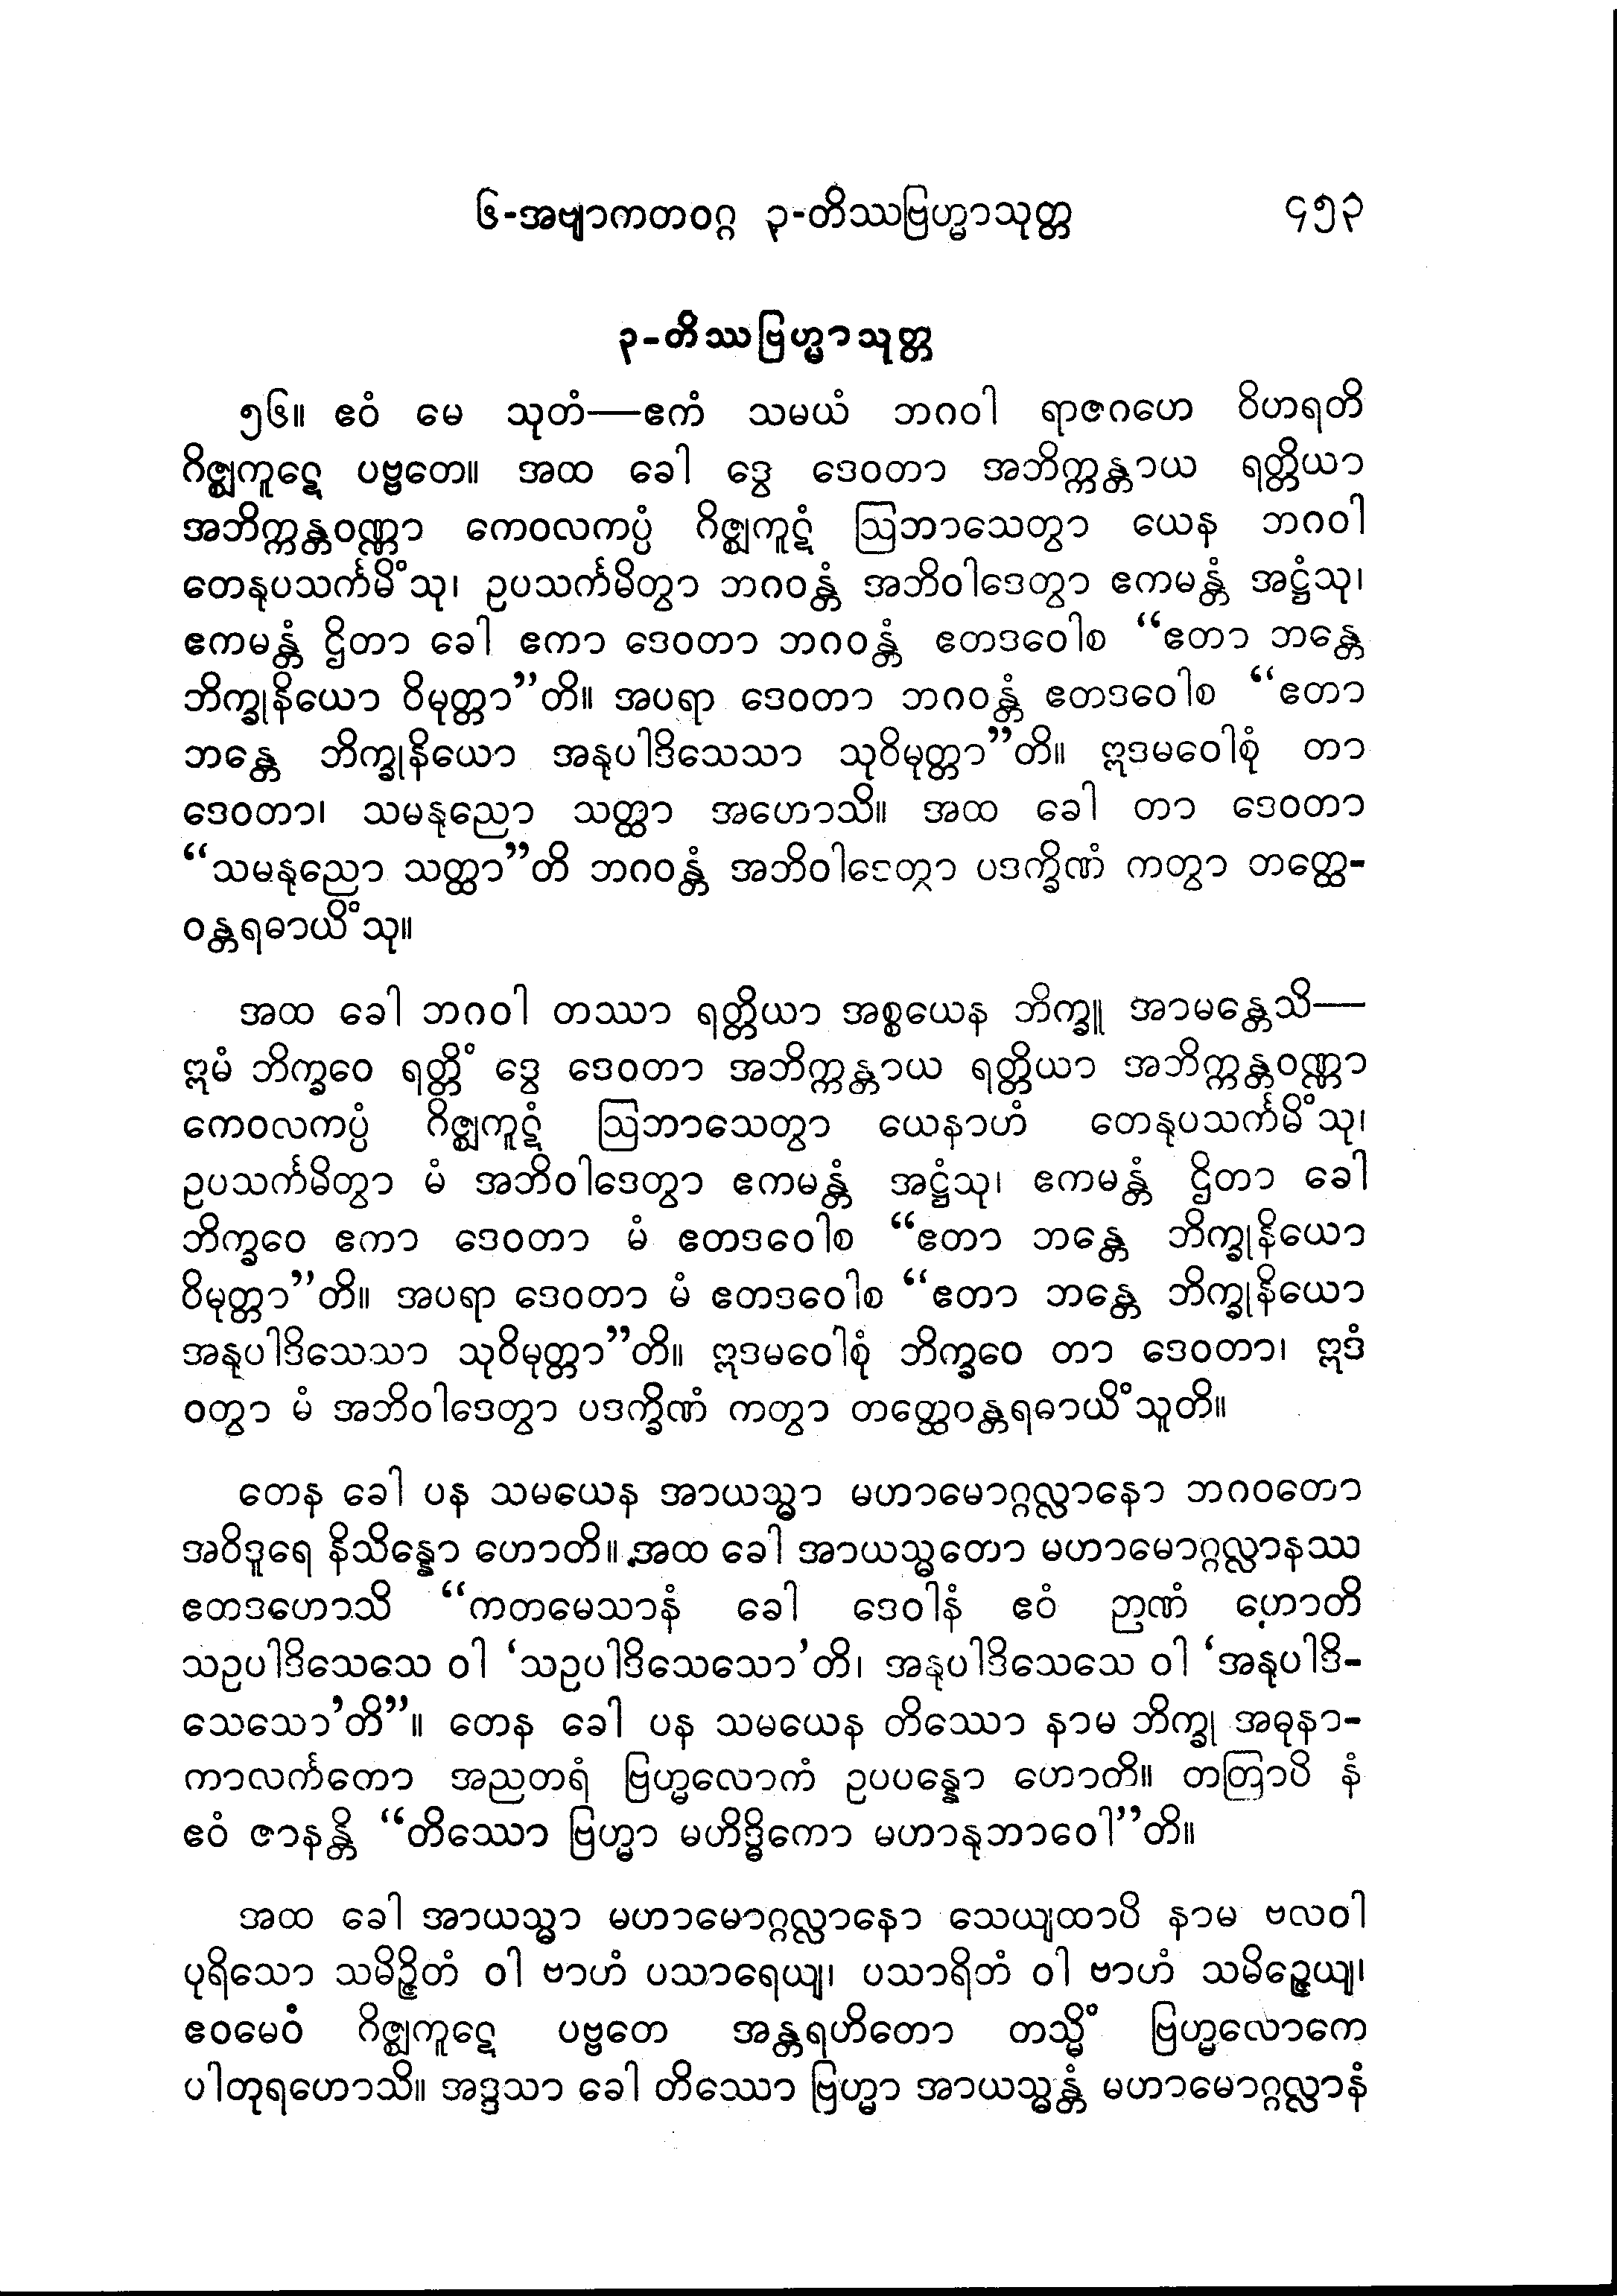 ၆-အဗျာကတဝဂ္ဂ ၃-တိဿဗြဟ္မာသုတ္တ ၄၅၃
၃-တိဿဗြဟ္မာသုတ္တ
၅၆။ ဧဝံ မေ သုတံ—ဧကံ သမယံ ဘဂဝါ ရာဇဂဟေ ဝိဟရတိ
ဂိဇ္ဈကူဋေ ပဗ္ဗတေ။ အထ ခေါ ဒွေ ဒေဝတာ အဘိက္ကန္တာယ ရတ္တိယာ
အဘိက္ကန္တဝဏ္ဏာ ကေဝလကပ္ပံ ဂိဇ္ဈကူဋံ ဩဘာသေတွာ ယေန ဘဂဝါ
တေနုပသင်္ကမိံသု၊ ဥပသင်္ကမိတွာ ဘဂဝန္တံ အဘိဝါဒေတွာ ဧကမန္တံ အဋ္ဌံသု၊
ဧကမန္တံ ဌိတာ ခေါ ဧကာ ဒေဝတာ ဘဂဝန္တံ ဧတဒဝေါစ “ဧတာ ဘန္တေ
ဘိက္ခုနိယော ဝိမုတ္တာ”တိ။ အပရာ ဒေဝတာ ဘဂဝန္တံ ဧတဒဝေါစ “ဧတာ
ဘန္တေ ဘိက္ခုနိယော အနုပါဒိသေသာ သုဝိမုတ္တာ”တိ။ ဣဒမဝေါစုံ တာ
ဒေဝတာ၊ သမနုညော သတ္ထာ အဟောသိ။ အထ ခေါ တာ ဒေဝတာ
“သမနုညော သတ္ထာ”တိ ဘဂဝန္တံ အဘိဝါဒေတွာ ပဒက္ခိဏံ ကတွာ တတ္ထေ-
ဝန္တရဓာယိံသု။
အထ ခေါ ဘဂဝါ တဿာ ရတ္တိယာ အစ္စယေန ဘိက္ခူ အာမန္တေသိ—
ဣမံ ဘိက္ခဝေ ရတ္တိံ ဒွေ ဒေဝတာ အဘိက္ကန္တာယ ရတ္တိယာ အဘိက္ကန္တဝဏ္ဏာ
ကေဝလကပ္ပံ ဂိဇ္ဈကူဋံ ဩဘာသေတွာ ယေနာဟံ တေနုပသင်္ကမိံသု၊
ဥပသင်္ကမိတွာ မံ အဘိဝါဒေတွာ ဧကမန္တံ အဋ္ဌံသု၊ ဧကမန္တံ ဌိတာ ခေါ
ဘိက္ခဝေ ဧကာ ဒေဝတာ မံ ဧတဒဝေါစ “ဧတာ ဘန္တေ ဘိက္ခုနိယော
ဝိမုတ္တာ”တိ။ အပရာ ဒေဝတာ မံ ဧတဒဝေါစ “ဧတာ ဘန္တေ ဘိက္ခုနိယော
အနုပါဒိသေသာ သုဝိမုတ္တာ”တိ။ ဣဒမဝေါစုံ ဘိက္ခဝေ တာ ဒေဝတာ၊ ဣဒံ
ဝတွာ မံ အဘိဝါဒေတွာ ပဒက္ခိဏံ ကတွာ တတ္ထေဝန္တရဓာယိံသူတိ။
တေန ခေါ ပန သမယေန အာယသ္မာ မဟာမောဂ္ဂလ္လာနော ဘဂဝတော
အဝိဒူရေ နိသိန္နော ဟောတိ။ အထ ခေါ အာယသ္မတော မဟာမောဂ္ဂလ္လာနဿ
ဧတဒဟောသိ “ကတမေသာနံ ခေါ ဒေဝါနံ ဧဝံ ဉာဏံ ဟောတိ
သဥပါဒိသေသေ ဝါ ‘သဥပါဒိသေသော’တိ၊ အနုပါဒိသေသေ ဝါ ‘အနုပါဒိ-
သေသော’တိ”။ တေန ခေါ ပန သမယေန တိဿော နာမ ဘိက္ခု အဓုနာ-
ကာလင်္ကတော အညတရံ ဗြဟ္မလောကံ ဥပပန္နော ဟောတိ။ တတြာပိ နံ
ဧဝံ ဇာနန္တိ “တိဿော ဗြဟ္မာ မဟိဒ္ဓိကော မဟာနုဘာဝေါ”တိ။
အထ ခေါ အာယသ္မာ မဟာမောဂ္ဂလ္လာနော သေယျထာပိ နာမ ဗလဝါ
ပုရိသော သမိဉ္ဇိတံ ဝါ ဗာဟံ ပသာရေယျ၊ ပသာရိတံ ဝါ ဗာဟံ သမိဉ္ဇေယျ၊
ဧဝမေဝံ ဂိဇ္ဈကူဋေ ပဗ္ဗတေ အန္တရဟိတော တသ္မိံ ဗြဟ္မလောကေ
ပါတုရဟောသိ။ အဒ္ဒသာ ခေါ တိဿော ဗြဟ္မာ အာယသ္မန္တံ မဟာမောဂ္ဂလ္လာနံ